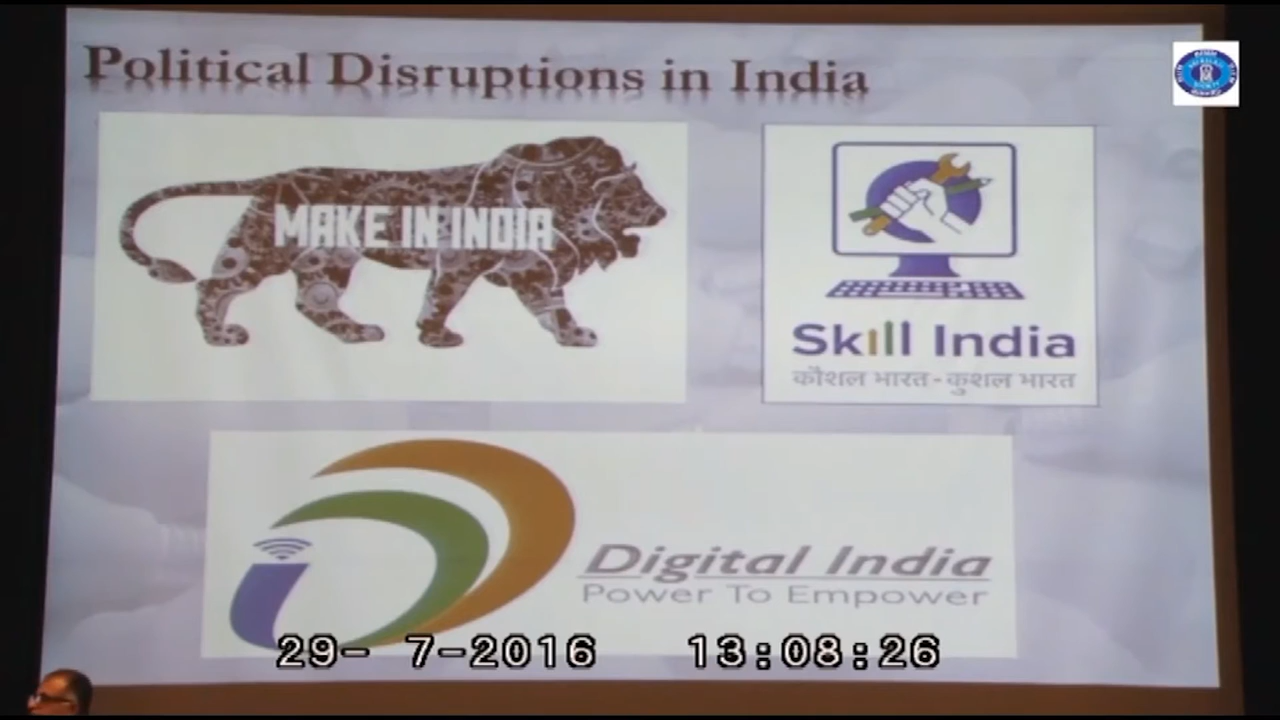 Political Disruptions in India
MAKE IN INDIA
Skill India
कौशल भारत - कुशल भारत
Digital India
Power To Empower
29- 7-2016 13:08:26